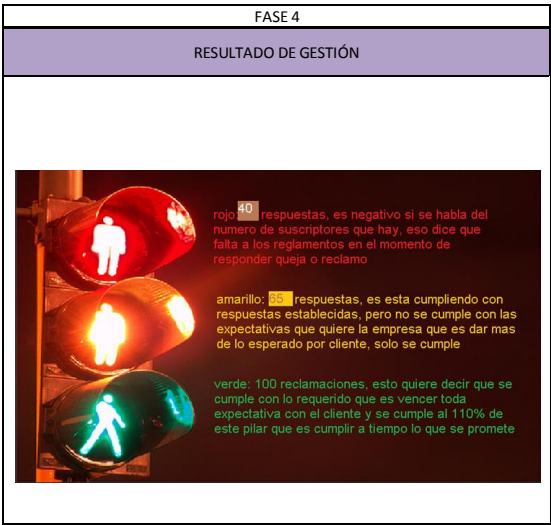 FASE 4
RESULTADO DE GESTIÓN
rojo: 40 respuestas, es negativo si se habla del
numero de suscriptores que hay, eso dice que
falta a los reglamentos en el momento de
responder queja o reclamo
amarillo: 65 respuestas, es esta cumpliendo con
respuestas establecidas, pero no se cumple con las
expectativas que quiere la empresa que es dar mas
de lo esperado por cliente, solo se cumple
verde: 100 reclamaciones, esto quiere decir que se
cumple con lo requerido que es vencer toda
expectativa con el cliente y se cumple al 110% de
este pilar que es cumplir a tiempo lo que se promete